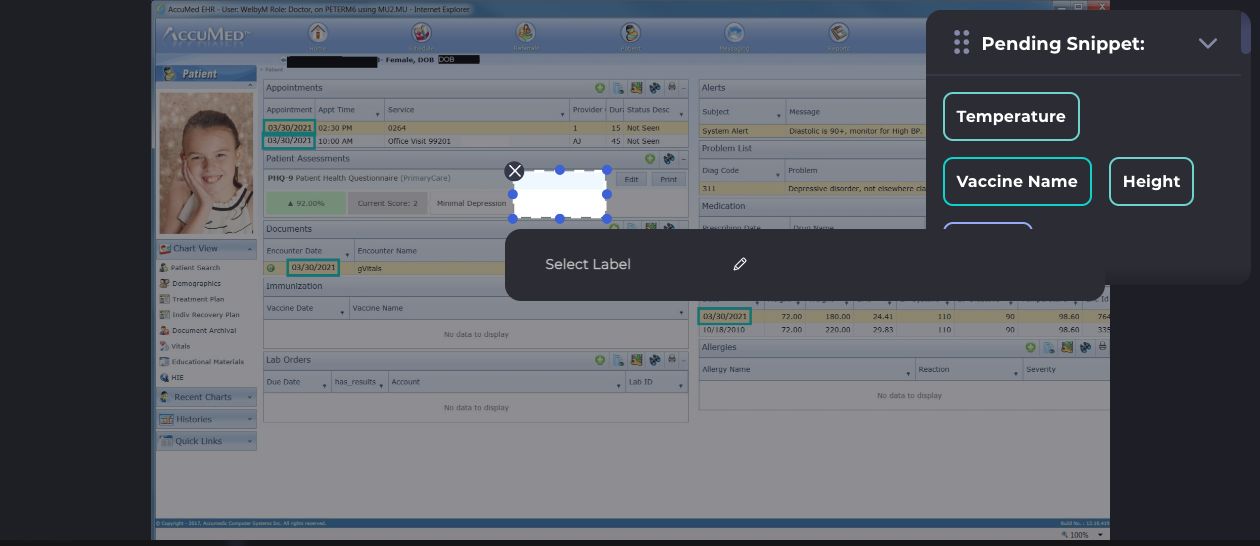 AccuMed EHR - User: WelbyM Role: Doctor, on PETERM6 using MU2.MU - Internet Explorer
ACCUMED™
Home Schedule Referrals Patient Messaging Reports
Female, DOB DOB
Patient
Patient
Pending Snippet:
Temperature
Vaccine Name Height
Appointments
Appointment Appt Time Service Provider Dur Status Desc
03/30/2021 02:30 PM 0264 1 15 Not Seen
03/30/2021 10:00 AM Office Visit 99201 AJ 45 Not Seen
Patient Assessments
PHQ-9 Patient Health Questionnaire (PrimaryCare) Edit Print
▲ 92.00% Current Score: 2 Minimal Depression
Documents
Encounter Date Encounter Name
03/30/2021 gVitals
Immunization
Vaccine Date Vaccine Name
No data to display
Lab Orders
Due Date has_results Account Lab ID
No data to display
Alerts
Subject Message
System Alert Diastolic is 90+, monitor for High BP.
Problem List
Diag Code Problem
311 Depressive disorder, not elsewhere cla
Medication
Prescribing Date Drug Name
Select Label
03/30/2021 72.00 180.00 24.41 110 90 98.60 764
10/18/2010 72.00 220.00 29.83 110 90 98.60 335
Allergies
Allergy Name Reaction Severity
No data to display
Chart View
Patient Search
Demographics
Treatment Plan
Indiv Recovery Plan
Document Archival
Vitals
Educational Materials
HIE
Recent Charts
Histories
Quick Links
© Copyright - 2017, Accumedic Computer Systems Inc, All rights reserved.
100%